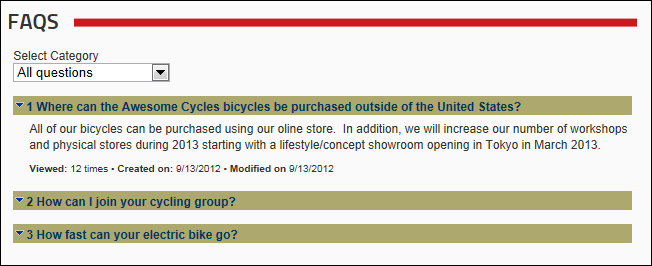 FAQS
Select Category
All questions
1 Where can the Awesome Cycles bicycles be purchased outside of the United States?
All of our bicycles can be purchased using our oline store.  In addition, we will increase our number of workshops
and physical stores during 2013 starting with a lifestyle/concept showroom opening in Tokyo in March 2013.
Viewed: 12 times • Created on: 9/13/2012 • Modified on 9/13/2012
2 How can I join your cycling group?
3 How fast can your electric bike go?